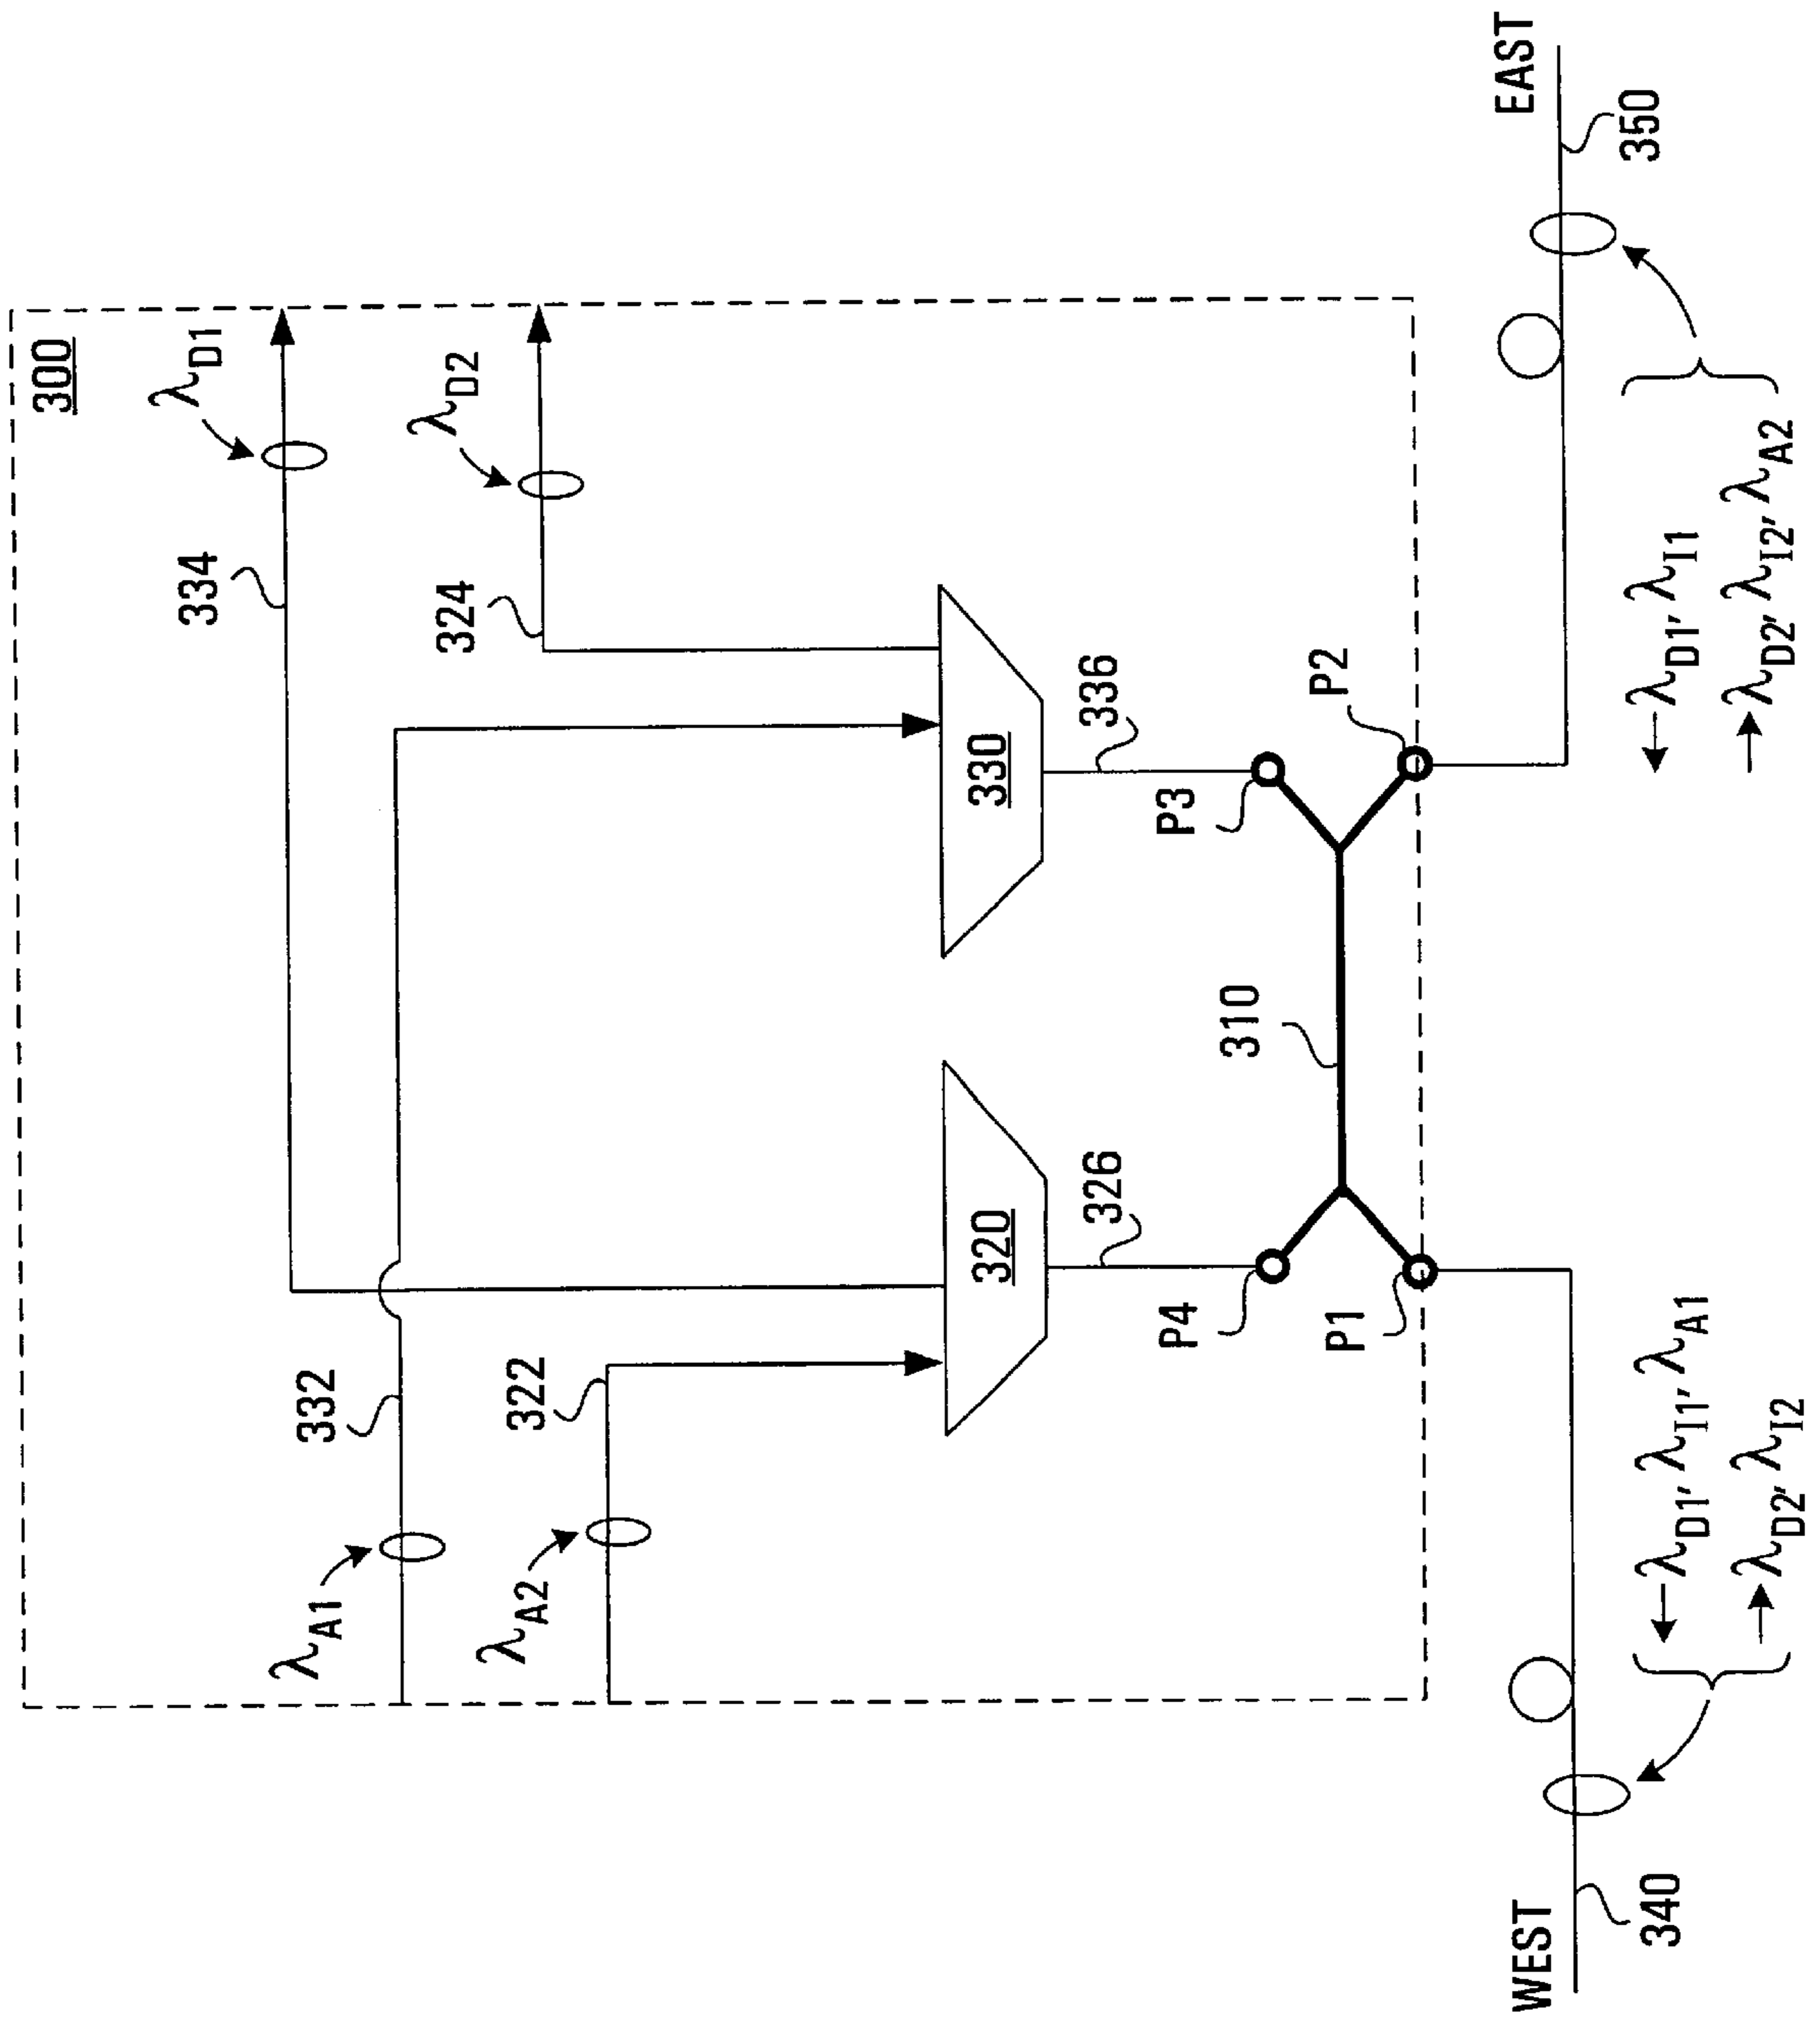 300
λD1
334
λD2
324
332
λA1
322
λA2
320
330
326
336
P4
P3
P1
P2
310
WEST
340
EAST
350
λD1, λI1, λA1
λD2, λI2
λD1, λI1
λD2, λI2, λA2